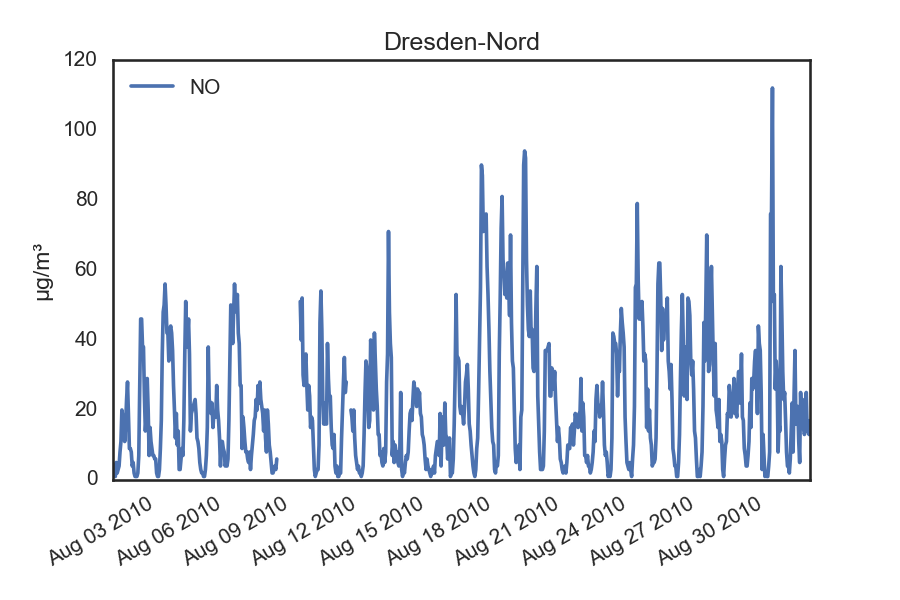 Dresden-Nord
NO
µg/m³
120
100
80
60
40
20
0
Aug 03 2010
Aug 06 2010
Aug 09 2010
Aug 12 2010
Aug 15 2010
Aug 18 2010
Aug 21 2010
Aug 24 2010
Aug 27 2010
Aug 30 2010